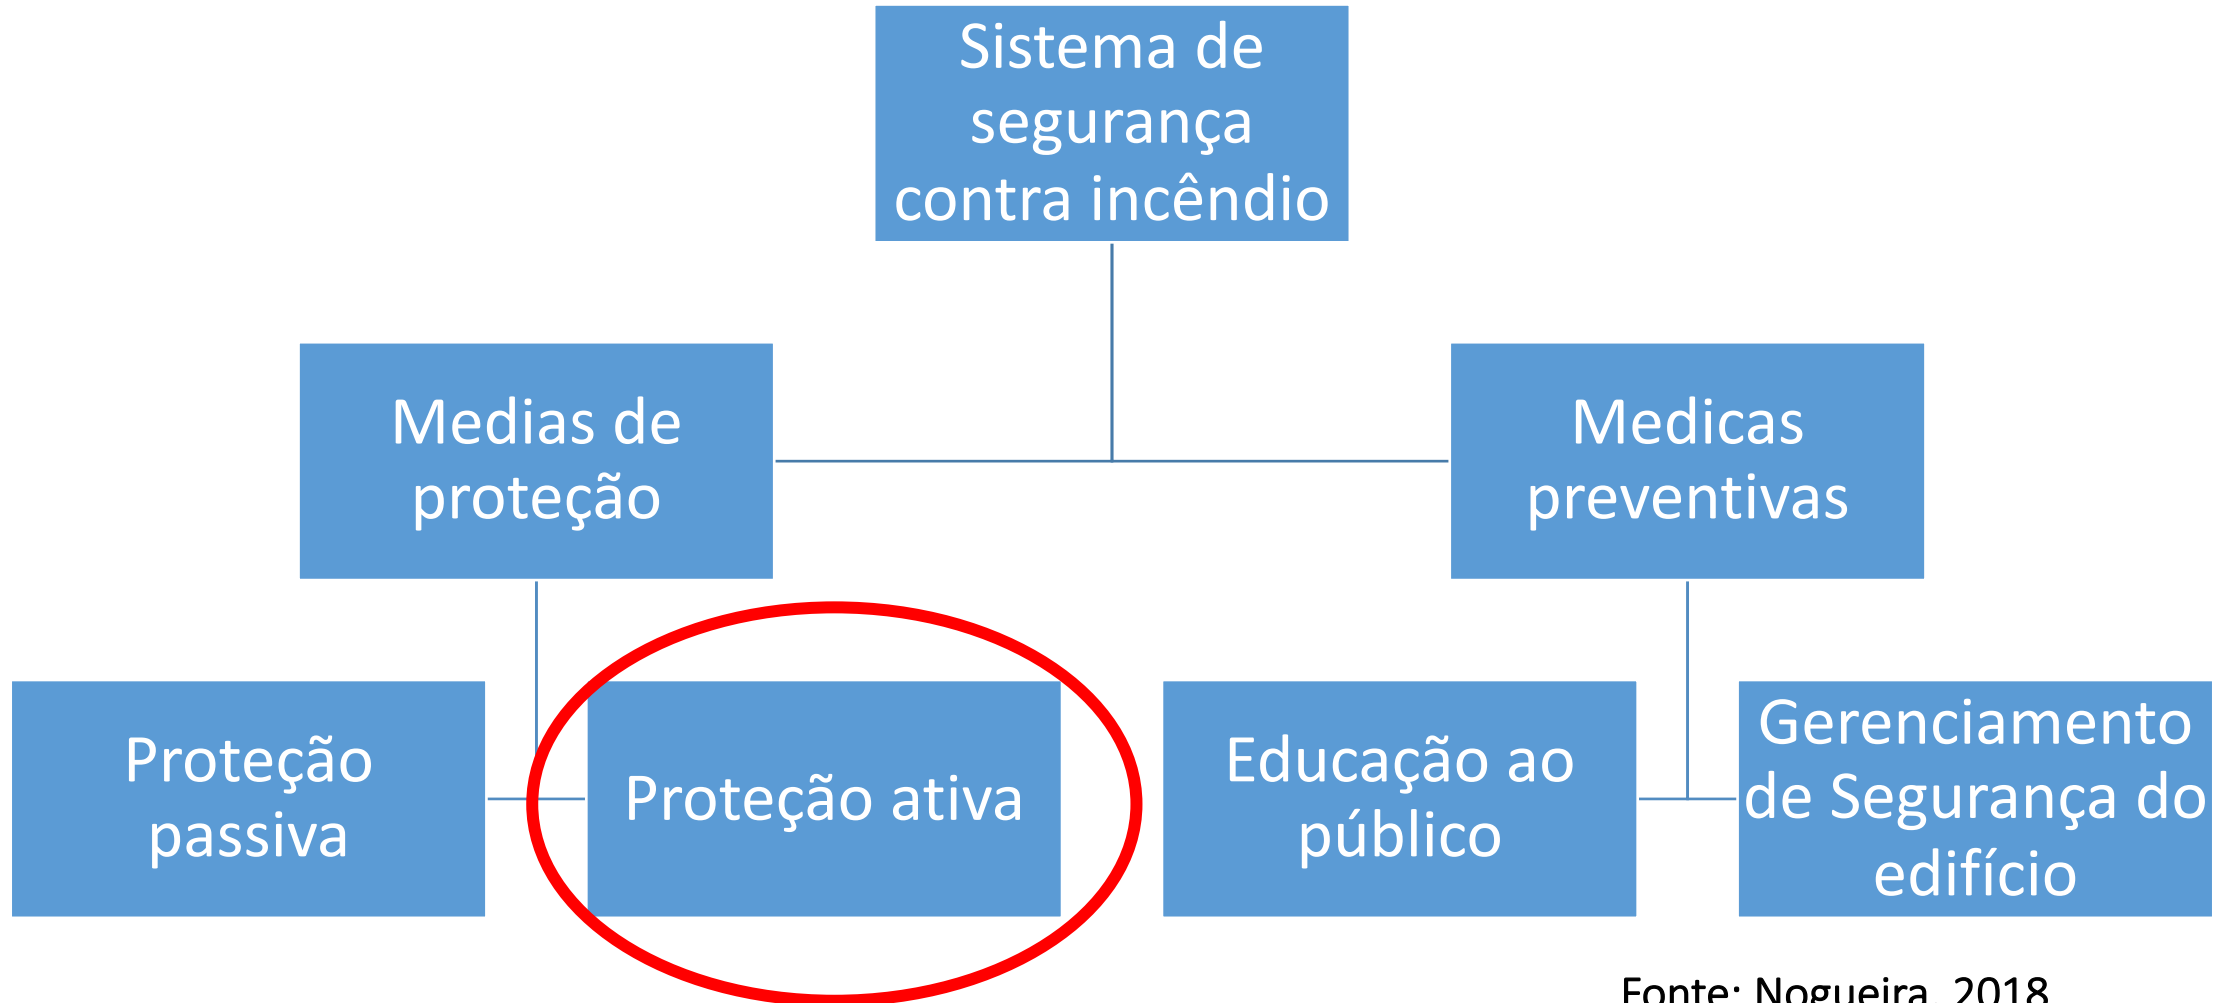 Sistema de
segurança
contra incêndio
Medias de
proteção
Medicas
preventivas
Proteção
passiva
Proteção ativa
Educação ao
público
Gerenciamento
de Segurança do
edifício
Fonte: Nogueira, 2018